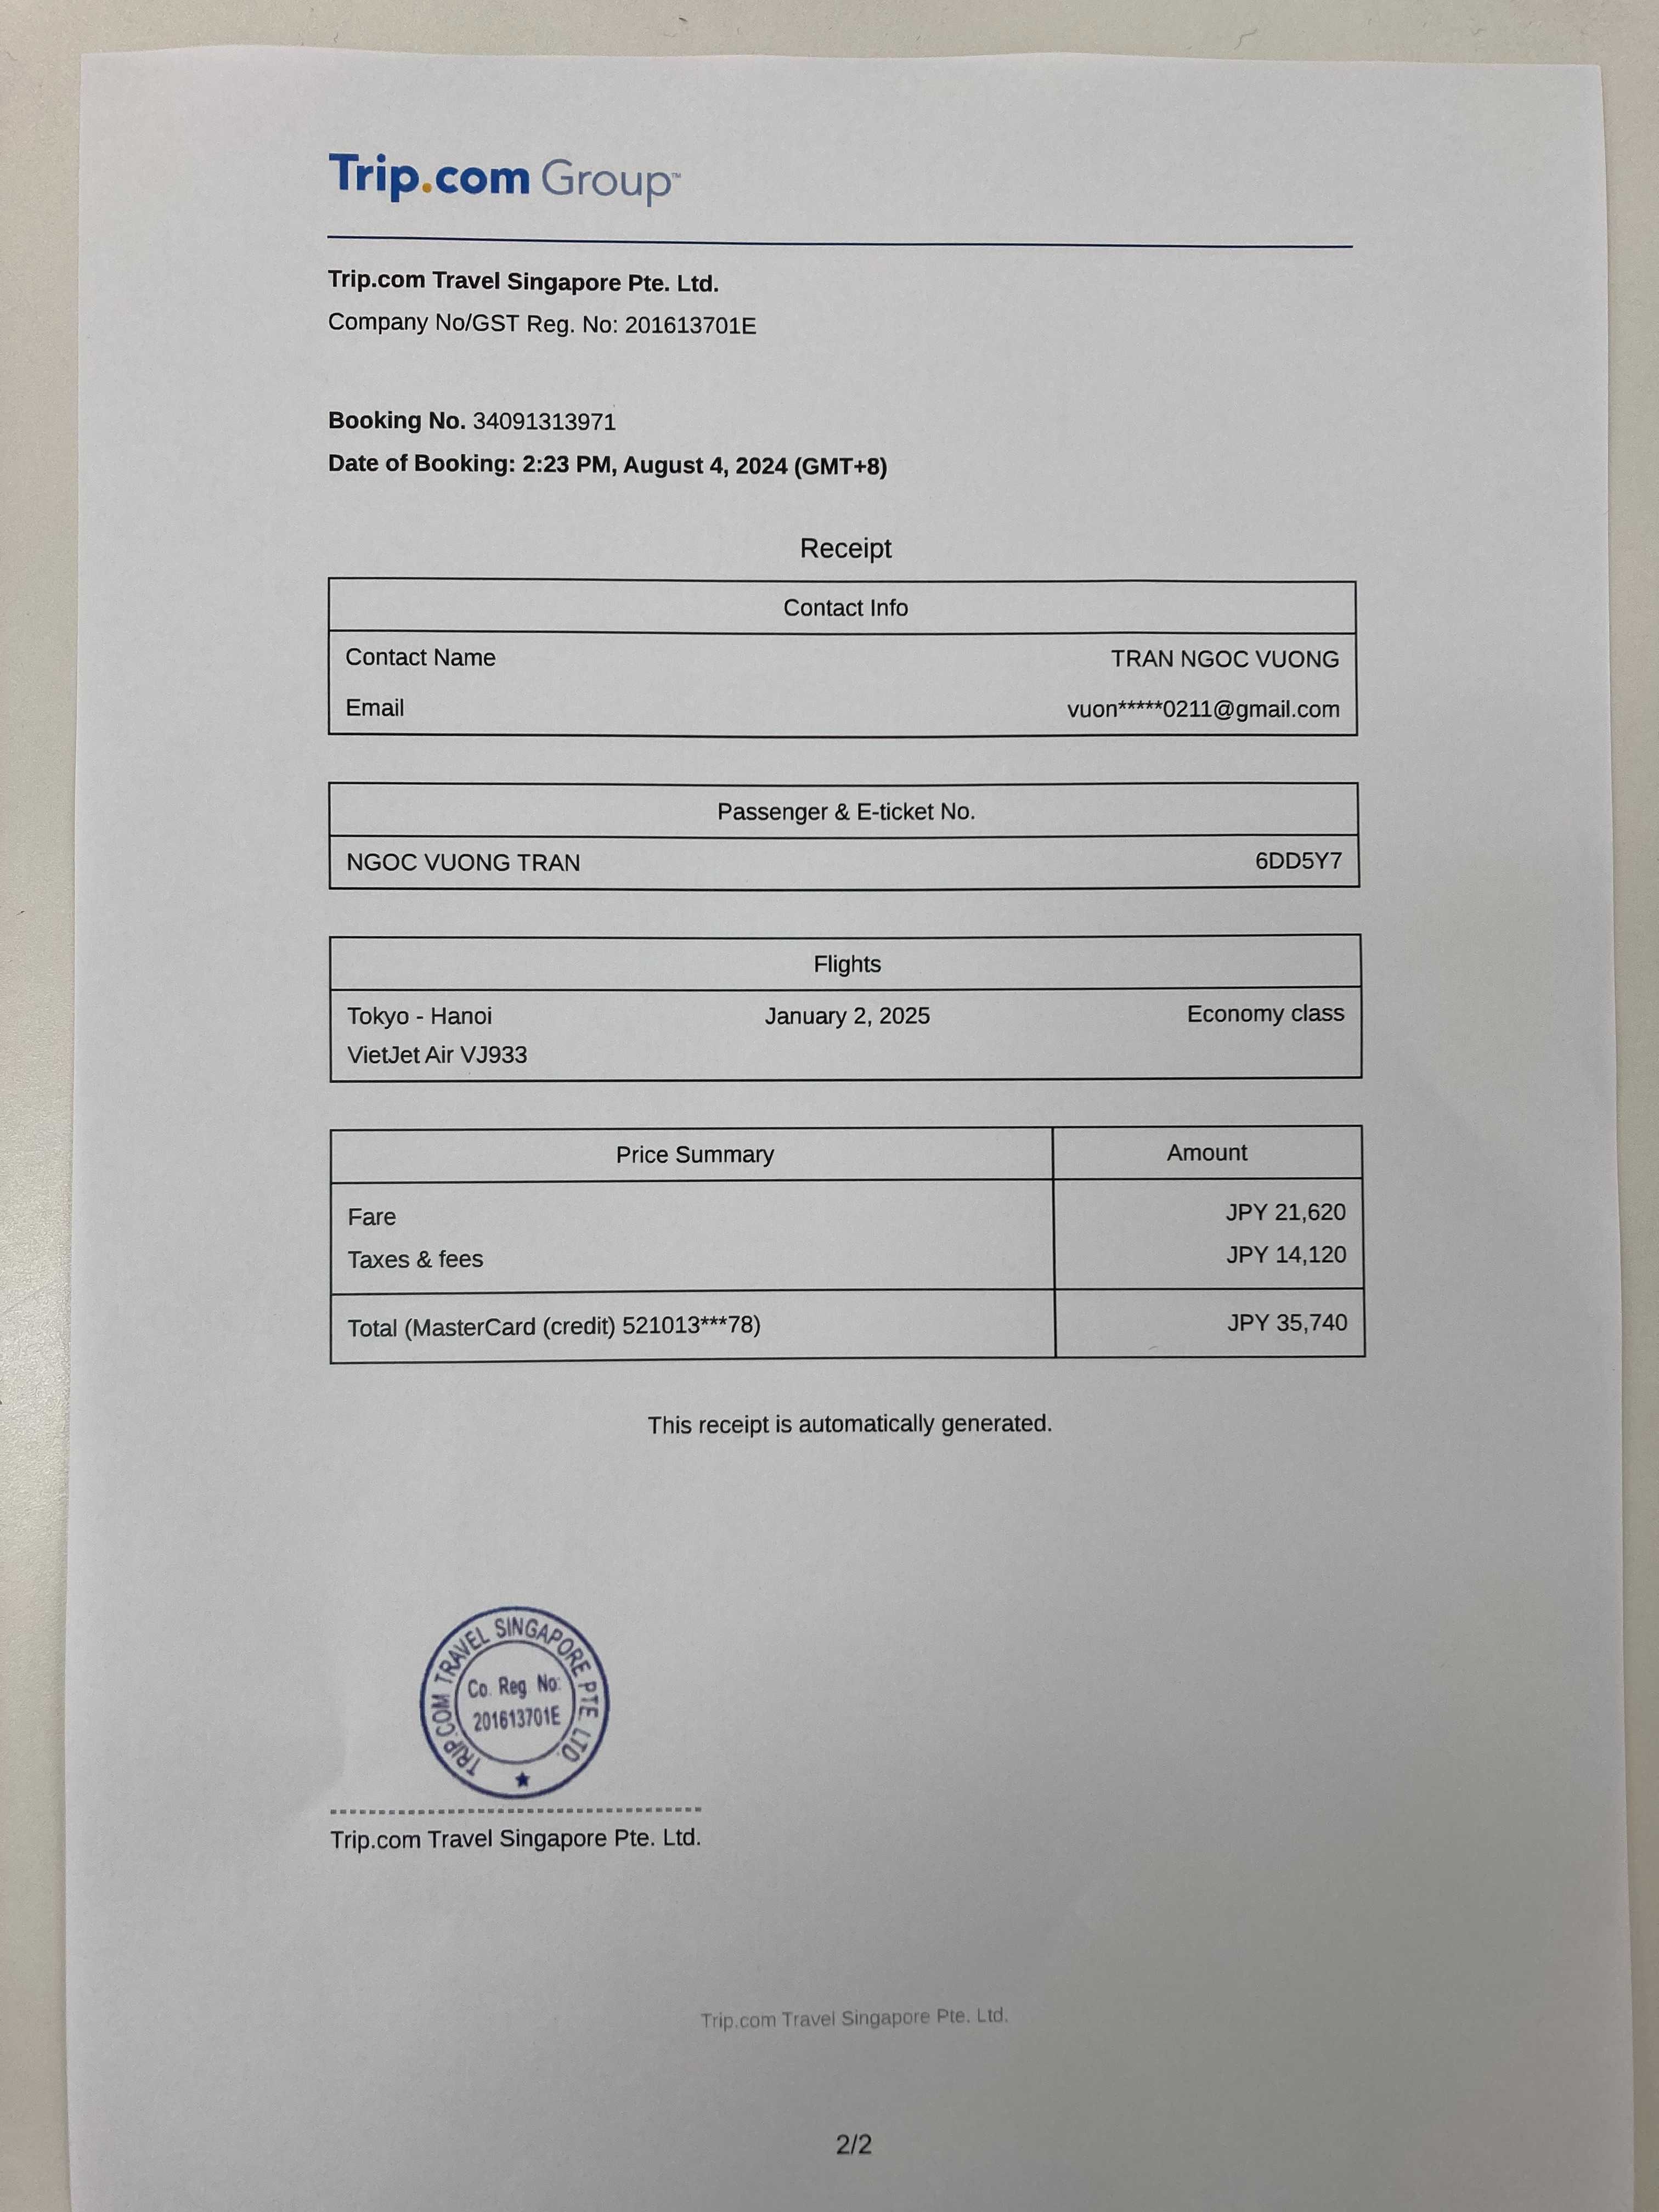 Trip.com Group™
Trip.com Travel Singapore Pte. Ltd.
Company No/GST Reg. No: 201613701E
Booking No. 34091313971
Date of Booking: 2:23 PM, August 4, 2024 (GMT+8)
Receipt
Contact Info
Contact Name TRAN NGOC VUONG
Email vuon*****0211@gmail.com
Passenger & E-ticket No.
NGOC VUONG TRAN 6DD5Y7
Flights
Tokyo - Hanoi January 2, 2025 Economy class
VietJet Air VJ933
Price Summary Amount
Fare JPY 21,620
Taxes & fees JPY 14,120
Total (MasterCard (credit) 521013***78) JPY 35,740
This receipt is automatically generated.
TRIP.COM TRAVEL SINGAPORE PTE. LTD.
Co. Reg. No:
201613701E
Trip.com Travel Singapore Pte. Ltd.
Trip.com Travel Singapore Pte. Ltd.
2/2